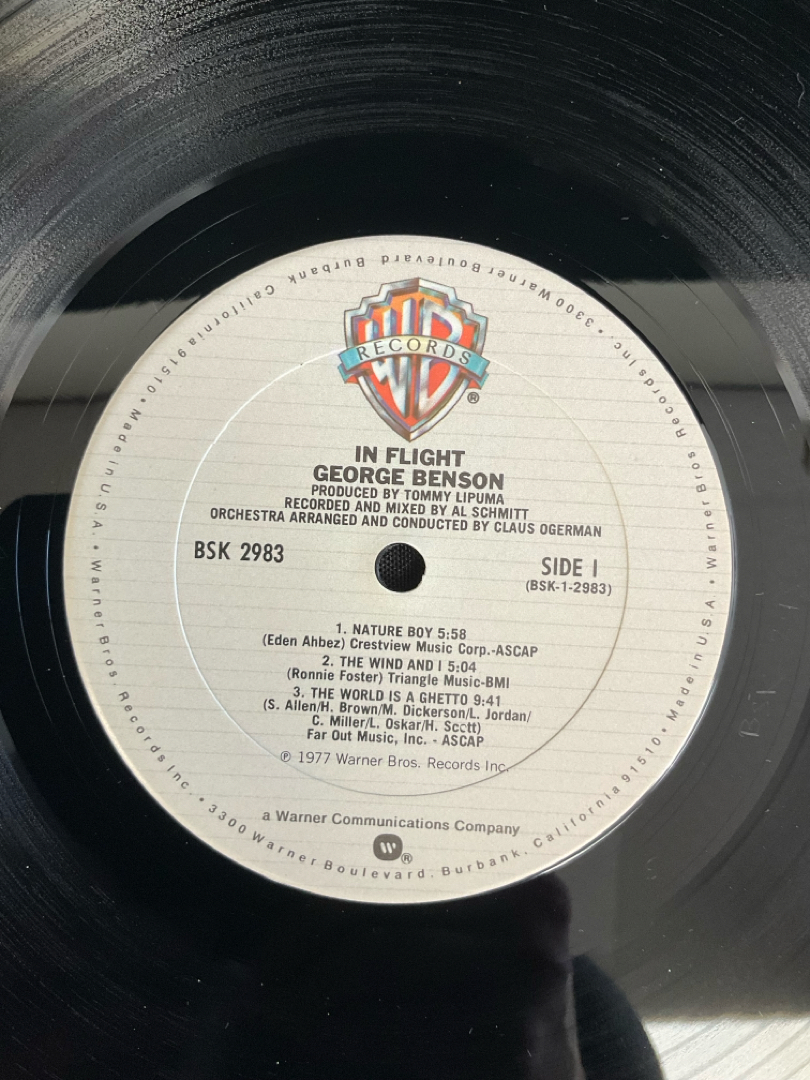 WB
RECORDS
®
IN FLIGHT
GEORGE BENSON
PRODUCED BY TOMMY LIPUMA
RECORDED AND MIXED BY AL SCHMITT
ORCHESTRA ARRANGED AND CONDUCTED BY CLAUS OGERMAN
BSK 2983
SIDE 1
(BSK-1-2983)
1. NATURE BOY 5:58
(Eden Ahbez) Crestview Music Corp.-ASCAP
2. THE WIND AND I 5:04
(Ronnie Foster) Triangle Music-BMI
3. THE WORLD IS A GHETTO 9:41
(S. Allen/H. Brown/M. Dickerson/L. Jordan/
C. Miller/L. Oskar/H. Scott)
Far Out Music, Inc. - ASCAP
℗ 1977 Warner Bros. Records Inc.
a Warner Communications Company
W®
Made in U.S.A. • Warner Bros. Records Inc. • 3300 Warner Boulevard. Burbank. California 91510 • Made in U.S.A. • Warner Bros Records Inc. • 3300 Warner Boulevard Burbank California 91510 •